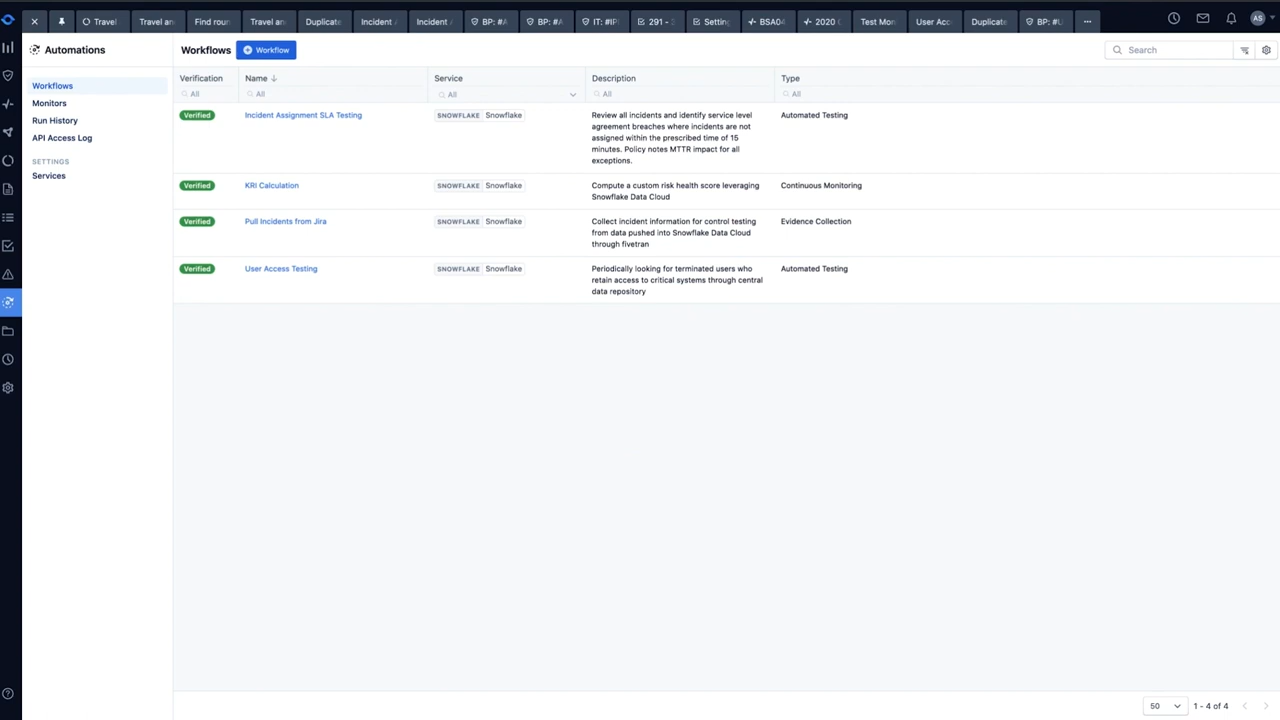 Travel
Travel an
Find roun
Travel an
Duplicate
Incident
Incident
BP: #A
BP: #A
IT: #IP
291 -
Setting
BSA04
2020
Test Mon
User Acc
Duplicate
BP: #U
...
AS
Automations
Workflows
Workflow
Search
Workflows
Monitors
Run History
API Access Log
SETTINGS
Services
Verification
Name
Service
Description
Type
All
All
All
All
All
Verified
Incident Assignment SLA Testing
SNOWFLAKE Snowflake
Review all incidents and identify service level
agreement breaches where incidents are not
assigned within the prescribed time of 15
minutes. Policy notes MTTR impact for all
exceptions.
Automated Testing
Verified
KRI Calculation
SNOWFLAKE Snowflake
Compute a custom risk health score leveraging
Snowflake Data Cloud
Continuous Monitoring
Verified
Pull Incidents from Jira
SNOWFLAKE Snowflake
Collect incident information for control testing
from data pushed into Snowflake Data Cloud
through fivetran
Evidence Collection
Verified
User Access Testing
SNOWFLAKE Snowflake
Periodically looking for terminated users who
retain access to critical systems through central
data repository
Automated Testing
50
1 - 4 of 4